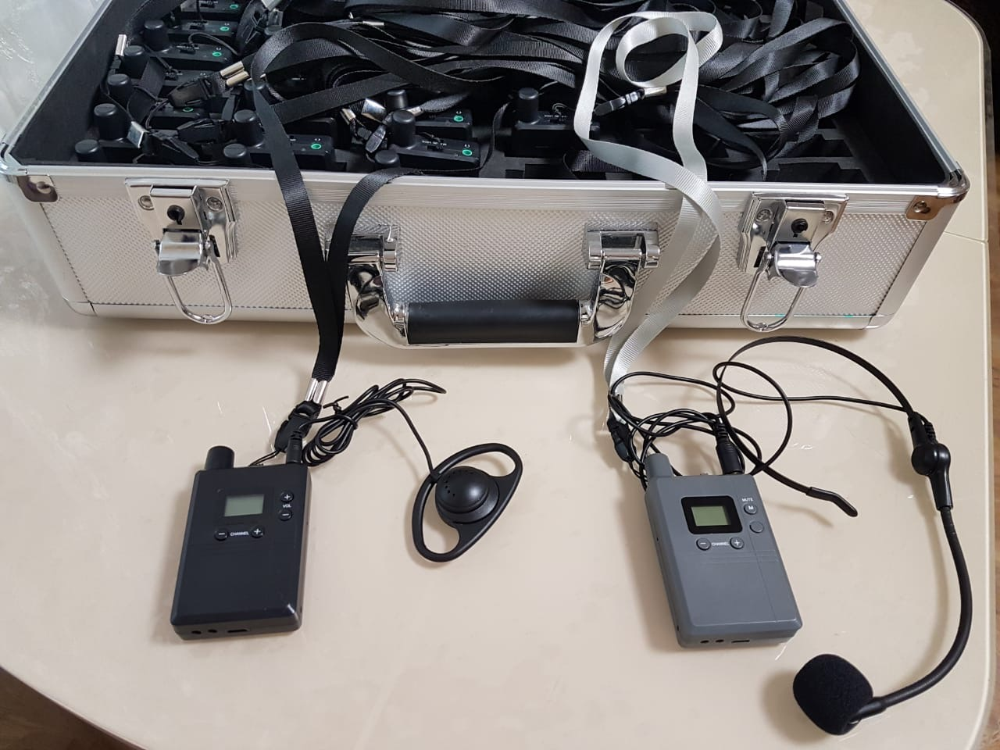 +
VOL
−
− CHANNEL +
MUTE
M
− CHANNEL +